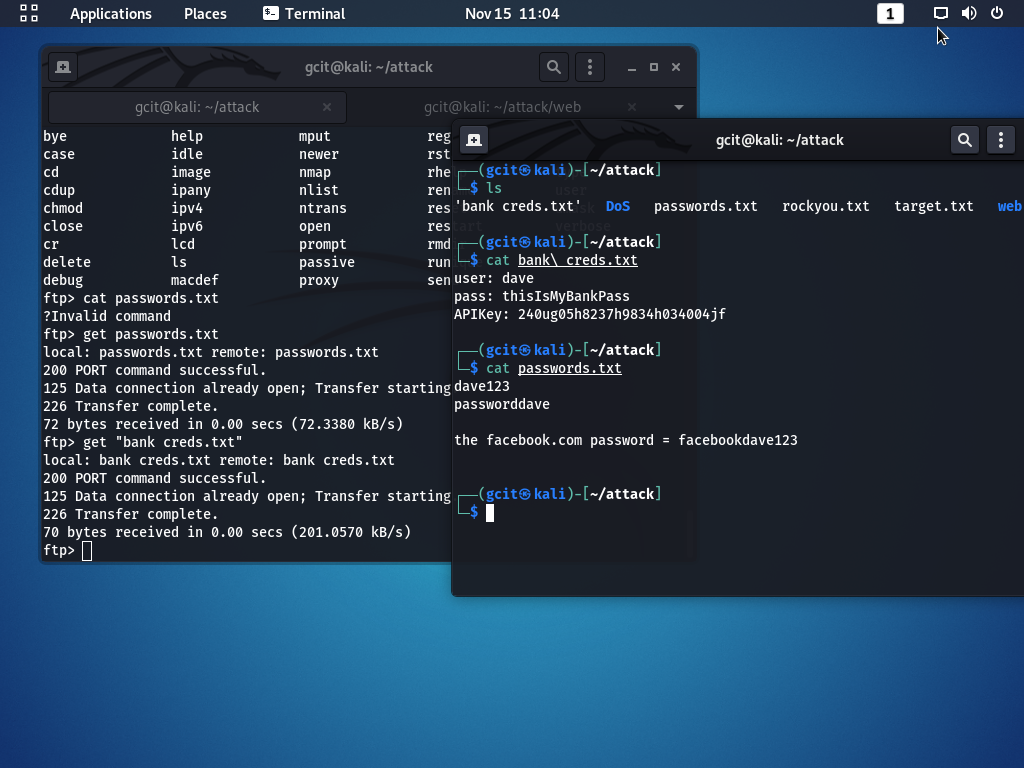 Applications Places Terminal Nov 15 11:04 1
gcit@kali: ~/attack
gcit@kali: ~/attack gcit@kali: ~/attack/web
bye help mput reg
case idle newer rst
cd image nmap rhe
cdup ipany nlist ren
chmod ipv4 ntrans res
close ipv6 open res
cr lcd prompt rmd
delete ls passive run
debug macdef proxy sen
ftp> cat passwords.txt
?Invalid command
ftp> get passwords.txt
local: passwords.txt remote: passwords.txt
200 PORT command successful.
125 Data connection already open; Transfer starting
226 Transfer complete.
72 bytes received in 0.00 secs (72.3380 kB/s)
ftp> get "bank creds.txt"
local: bank creds.txt remote: bank creds.txt
200 PORT command successful.
125 Data connection already open; Transfer starting
226 Transfer complete.
70 bytes received in 0.00 secs (201.0570 kB/s)
ftp>
gcit@kali: ~/attack
┌──(gcit㉿kali)-[~/attack]
└─$ ls
'bank creds.txt' DoS passwords.txt rockyou.txt target.txt web
┌──(gcit㉿kali)-[~/attack]
└─$ cat bank\ creds.txt
user: dave
pass: thisIsMyBankPass
APIKey: 240ug05h8237h9834h034004jf
┌──(gcit㉿kali)-[~/attack]
└─$ cat passwords.txt
dave123
passworddave
the facebook.com password = facebookdave123
┌──(gcit㉿kali)-[~/attack]
└─$